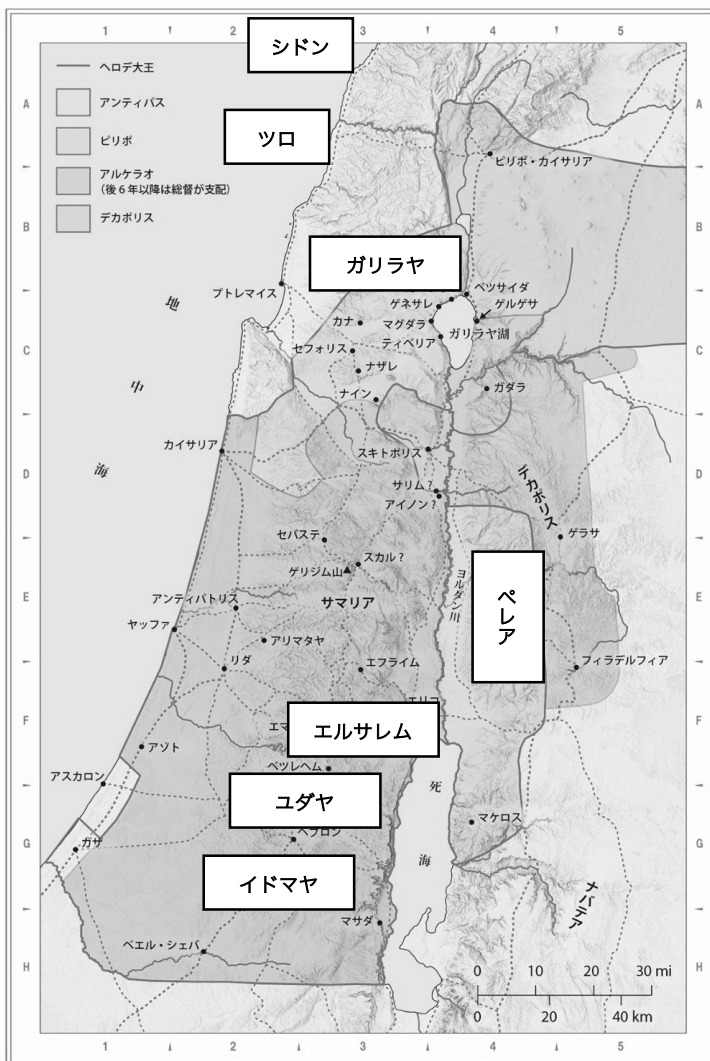 1
2
3
4
5
シドン
ヘロデ大王
アンティパス
ピリポ
アルケラオ
(後6年以降は総督が支配)
デカポリス
A
A
ツロ
ピリポ・カイサリア
B
B
ガリラヤ
プトレマイス
ベツサイダ
ゲネサレ
ゲルゲサ
カナ
マグダラ
ガリラヤ湖
ティベリア
セフォリス
C
C
ナザレ
ナイン
ガダラ
地
中
海
カイサリア
スキトポリス
D
D
サリム?
アイノン?
デカポリス
セバステ
ゲラサ
スカル?
ゲリジム山
アンティパトリス
サマリア
ヨルダン川
ペレア
E
E
ヤッファ
アリマタヤ
リダ
エフライム
フィラデルフィア
エリコ
F
F
エマ
エルサレム
アゾト
ベツレヘム
アスカロン
ユダヤ
死
海
マケロス
ヘブロン
G
G
ガザ
イドマヤ
ナバテア
マサダ
ベエル・シェバ
H
H
0 10 20 30 mi
0 20 40 km
1
2
3
4
5